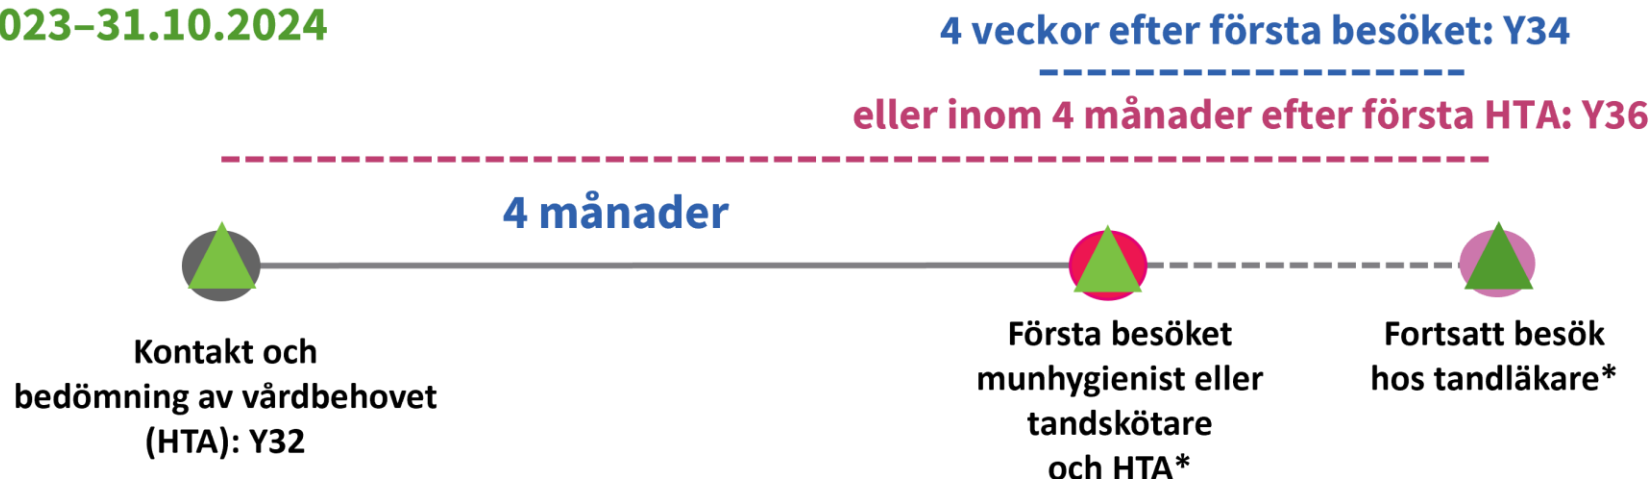 023–31.10.2024
4 veckor efter första besöket: Y34
eller inom 4 månader efter första HTA: Y36
4 månader
Kontakt och
bedömning av vårdbehovet
(HTA): Y32
Första besöket
munhygienist eller
tandskötare
och HTA*
Fortsatt besök
hos tandläkare*